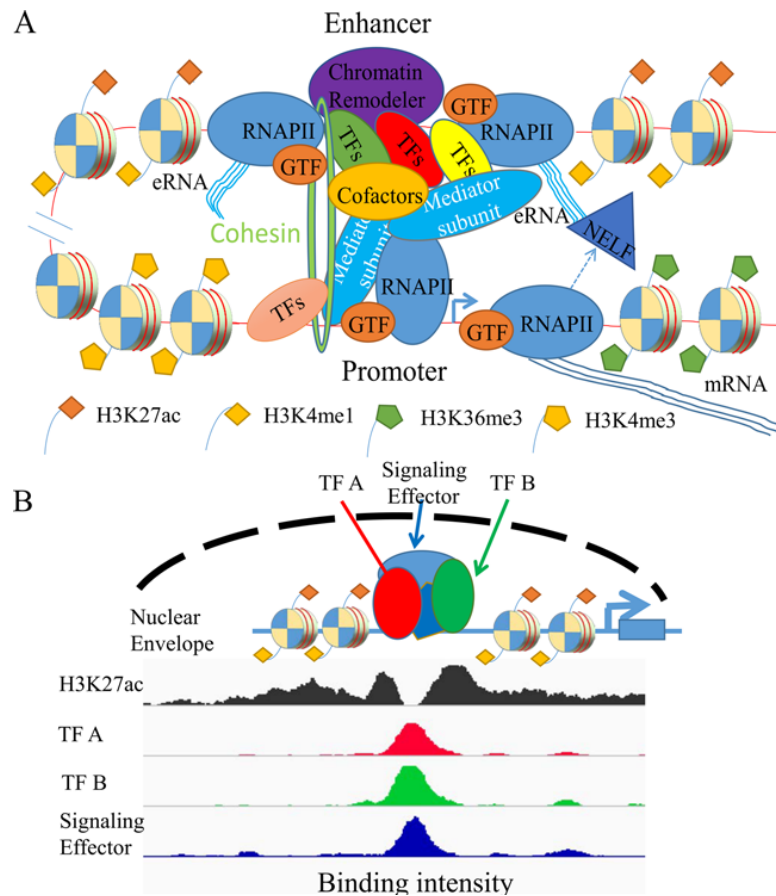 A
Enhancer
Chromatin
Remodeler
GTF
RNAPII
RNAPII
TFs
TFs
TFs
GTF
eRNA
Cofactors
Mediator
subunit
eRNA
Cohesin
NELF
Mediator
subunit
RNAPII
TFs
GTF
GTF
RNAPII
Promoter
mRNA
H3K27ac
H3K4me1
H3K36me3
H3K4me3
B
TF A
Signaling
Effector
TF B
Nuclear
Envelope
H3K27ac
TF A
TF B
Signaling
Effector
Binding intensity